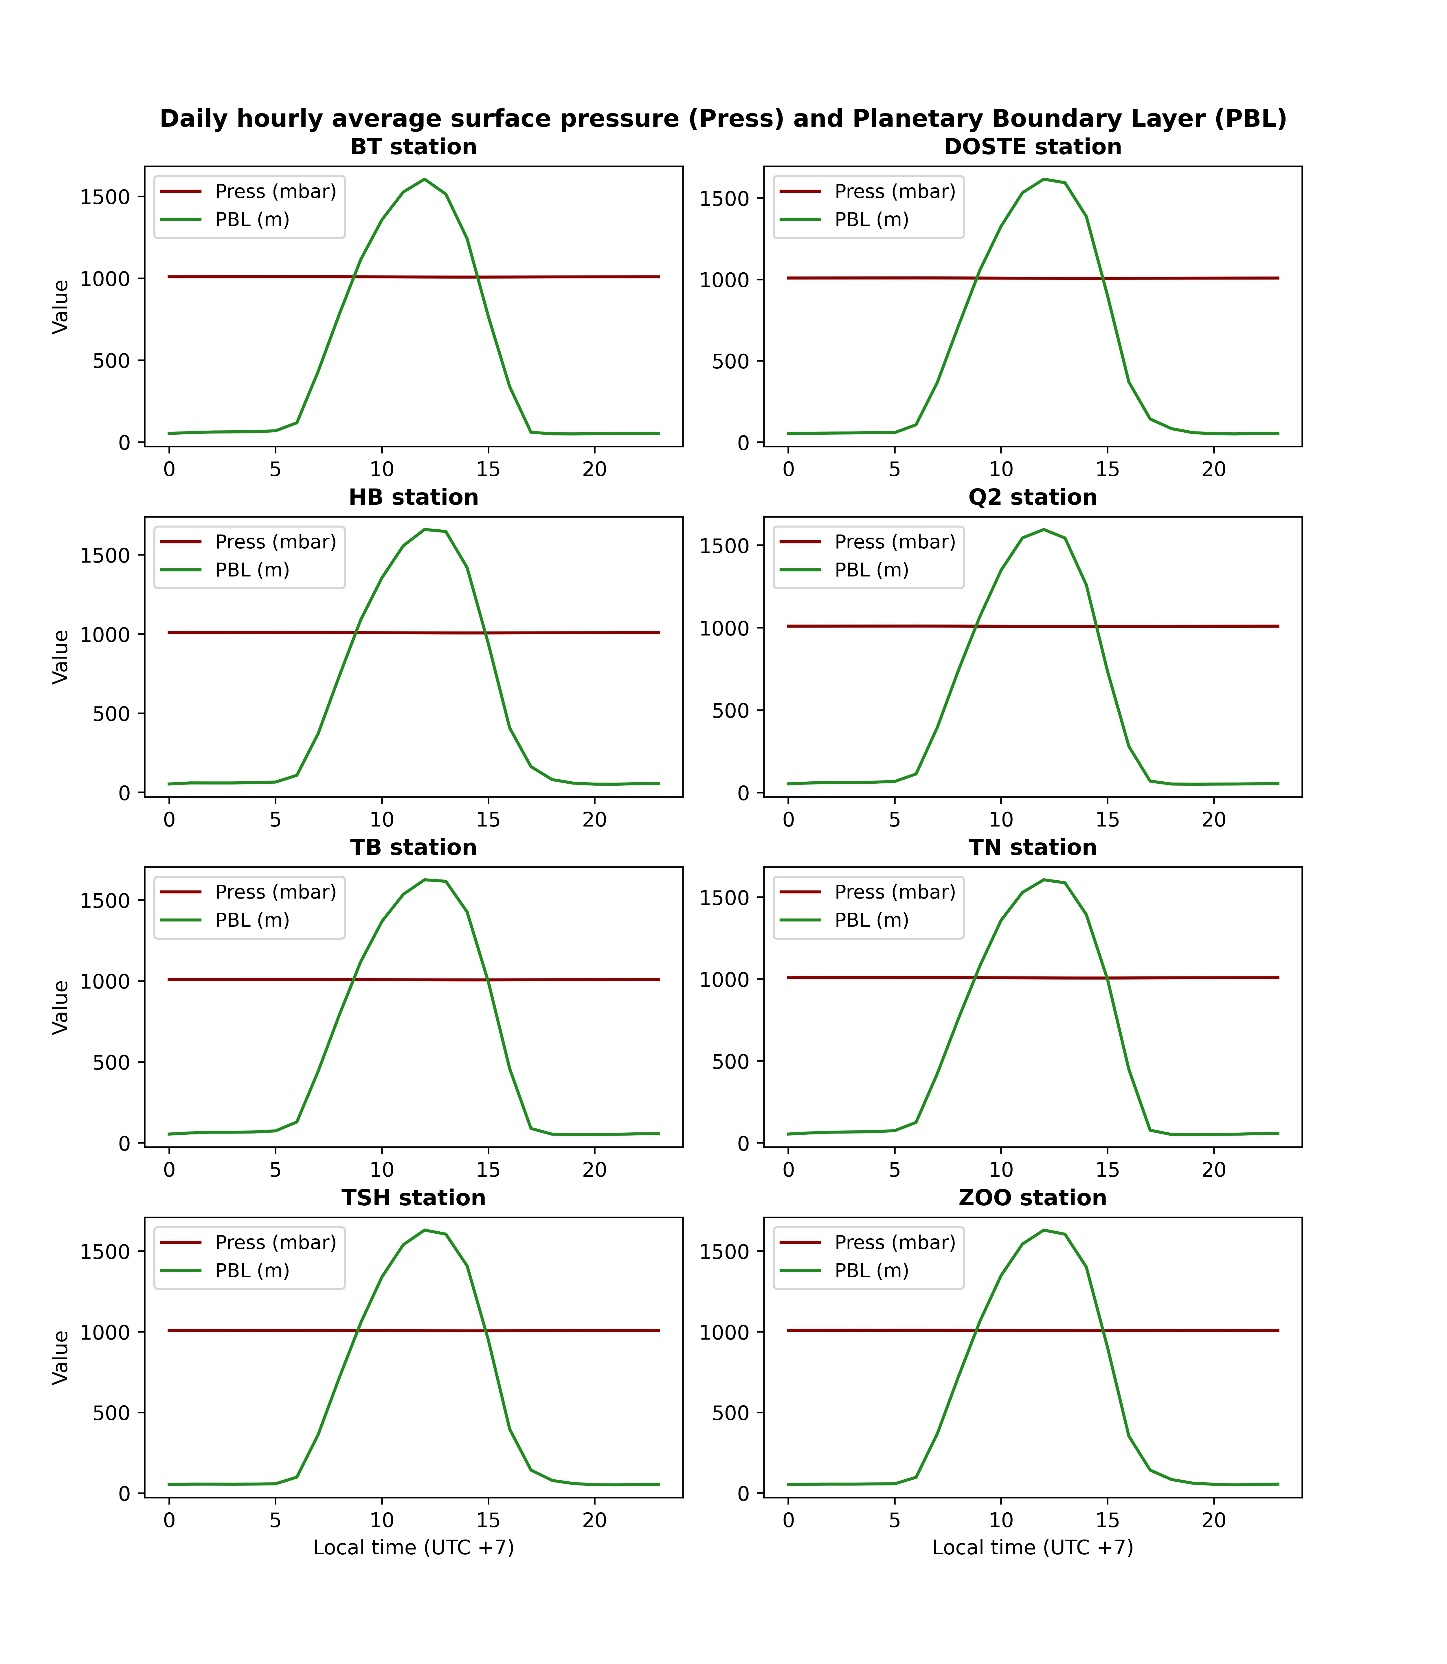 Daily hourly average surface pressure (Press) and Planetary Boundary Layer (PBL)
BT station
Press (mbar)
PBL (m)
1500
1000
500
0
Value
0 5 10 15 20
DOSTE station
Press (mbar)
PBL (m)
1500
1000
500
0
0 5 10 15 20
HB station
Press (mbar)
PBL (m)
1500
1000
500
0
Value
0 5 10 15 20
Q2 station
Press (mbar)
PBL (m)
1500
1000
500
0
0 5 10 15 20
TB station
Press (mbar)
PBL (m)
1500
1000
500
0
Value
0 5 10 15 20
TN station
Press (mbar)
PBL (m)
1500
1000
500
0
0 5 10 15 20
TSH station
Press (mbar)
PBL (m)
1500
1000
500
0
Value
0 5 10 15 20
Local time (UTC +7)
ZOO station
Press (mbar)
PBL (m)
1500
1000
500
0
0 5 10 15 20
Local time (UTC +7)